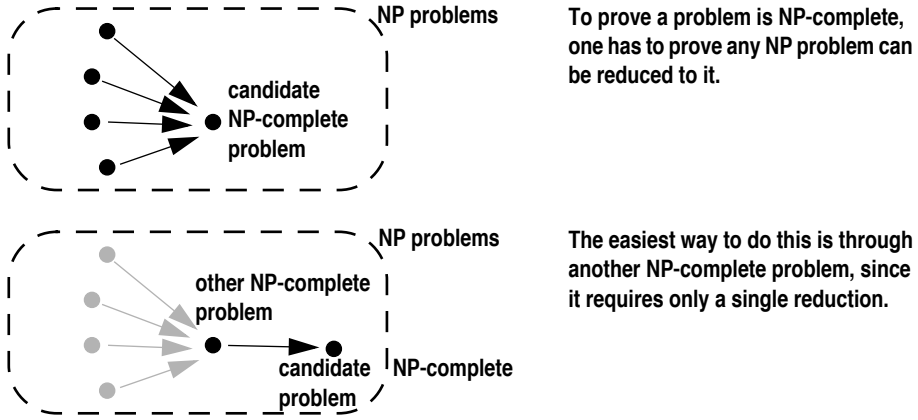 NP problems
candidate
NP-complete
problem
To prove a problem is NP-complete,
one has to prove any NP problem can
be reduced to it.
NP problems
other NP-complete
problem
candidate
problem
NP-complete
The easiest way to do this is through
another NP-complete problem, since
it requires only a single reduction.